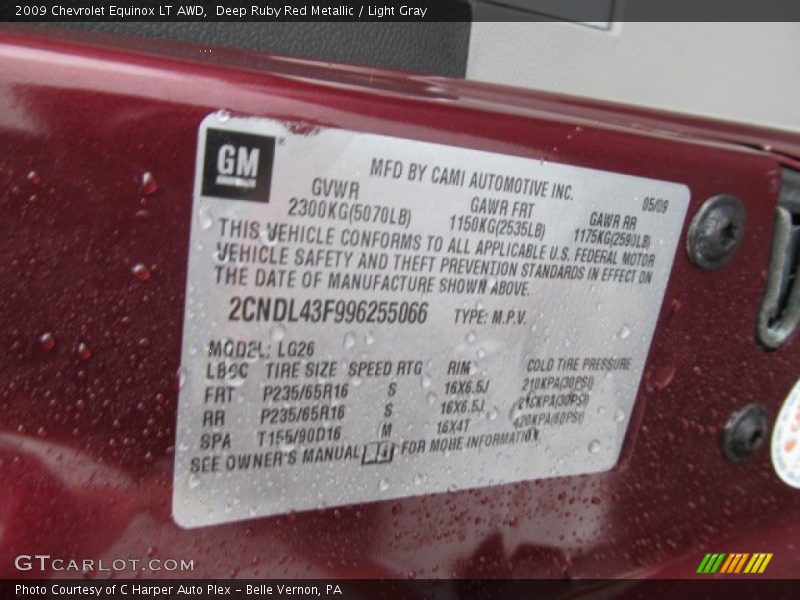 2009 Chevrolet Equinox LT AWD, Deep Ruby Red Metallic / Light Gray
GM
MFD BY CAMI AUTOMOTIVE INC.
05/09
GVWR GAWR FRT GAWR RR
2300KG(5070LB) 1150KG(2535LB) 1175KG(2590LB)
THIS VEHICLE CONFORMS TO ALL APPLICABLE U.S. FEDERAL MOTOR
VEHICLE SAFETY AND THEFT PREVENTION STANDARDS IN EFFECT ON
THE DATE OF MANUFACTURE SHOWN ABOVE.
2CNDL43F996255066 TYPE: M.P.V.
MODEL: LG26
TIRE SIZE SPEED RTG RIM COLD TIRE PRESSURE
FRT P235/65R16 S 16X6.5J 210KPA(30PSI)
RR P235/65R16 S 16X6.5J 210KPA(30PSI)
SPA T155/90D16 M 16X4T 420KPA(60PSI)
SEE OWNER'S MANUAL FOR MORE INFORMATION
GTCARLOT.COM
Photo Courtesy of C Harper Auto Plex - Belle Vernon, PA